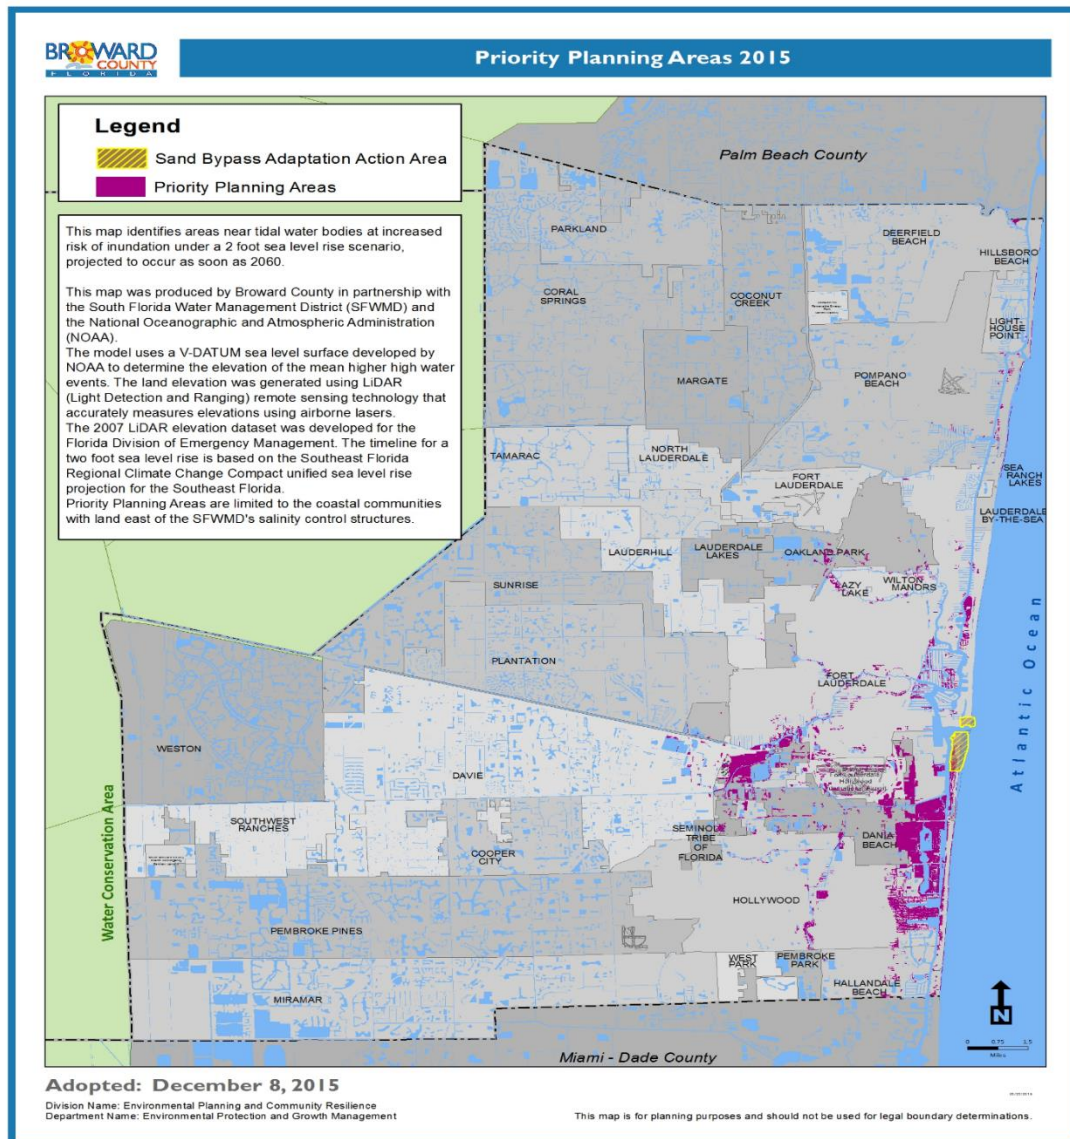 BROWARD
COUNTY
FLORIDA
Priority Planning Areas 2015
Legend
Sand Bypass Adaptation Action Area
Priority Planning Areas
This map identifies areas near tidal water bodies at increased
risk of inundation under a 2 foot sea level rise scenario,
projected to occur as soon as 2060.
This map was produced by Broward County in partnership with
the South Florida Water Management District (SFWMD) and
the National Oceanographic and Atmospheric Administration
(NOAA).
The model uses a V-DATUM sea level surface developed by
NOAA to determine the elevation of the mean higher high water
events. The land elevation was generated using LiDAR
(Light Detection and Ranging) remote sensing technology that
accurately measures elevations using airborne lasers.
The 2007 LiDAR elevation dataset was developed for the
Florida Division of Emergency Management. The timeline for a
two foot sea level rise is based on the Southeast Florida
Regional Climate Change Compact unified sea level rise
projection for the Southeast Florida.
Priority Planning Areas are limited to the coastal communities
with land east of the SFWMD's salinity control structures.
Palm Beach County
PARKLAND
DEERFIELD
BEACH
HILLSBORO
BEACH
CORAL
SPRINGS
COCONUT
CREEK
LIGHT-
HOUSE
POINT
MARGATE
POMPANO
BEACH
TAMARAC
NORTH
LAUDERDALE
FORT
LAUDERDALE
SEA
RANCH
LAKES
LAUDERDALE
BY-THE-SEA
LAUDERHILL
LAUDERDALE
LAKES
OAKLAND PARK
SUNRISE
LAZY
LAKE
WILTON
MANORS
PLANTATION
FORT
LAUDERDALE
Atlantic Ocean
WESTON
DAVIE
Water Conservation Area
SOUTHWEST
RANCHES
COOPER
CITY
SEMINOLE
TRIBE
OF
FLORIDA
DANIA
BEACH
HOLLYWOOD
PEMBROKE PINES
WEST
PARK
PEMBROKE
PARK
MIRAMAR
HALLANDALE
BEACH
N
0 0.75 1.5
Miles
Miami - Dade County
Adopted: December 8, 2015
Division Name: Environmental Planning and Community Resilience
Department Name: Environmental Protection and Growth Management
This map is for planning purposes and should not be used for legal boundary determinations.